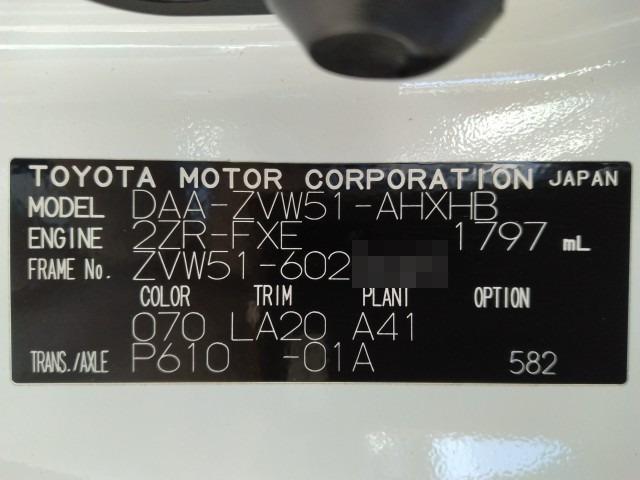 TOYOTA MOTOR CORPORATION JAPAN
MODEL DAA-ZVW51-AHXHB
ENGINE 2ZR-FXE 1797 mL
FRAME No. ZVW51-602
COLOR TRIM PLANT OPTION
070 LA20 A41
TRANS./AXLE P610 -01A 582